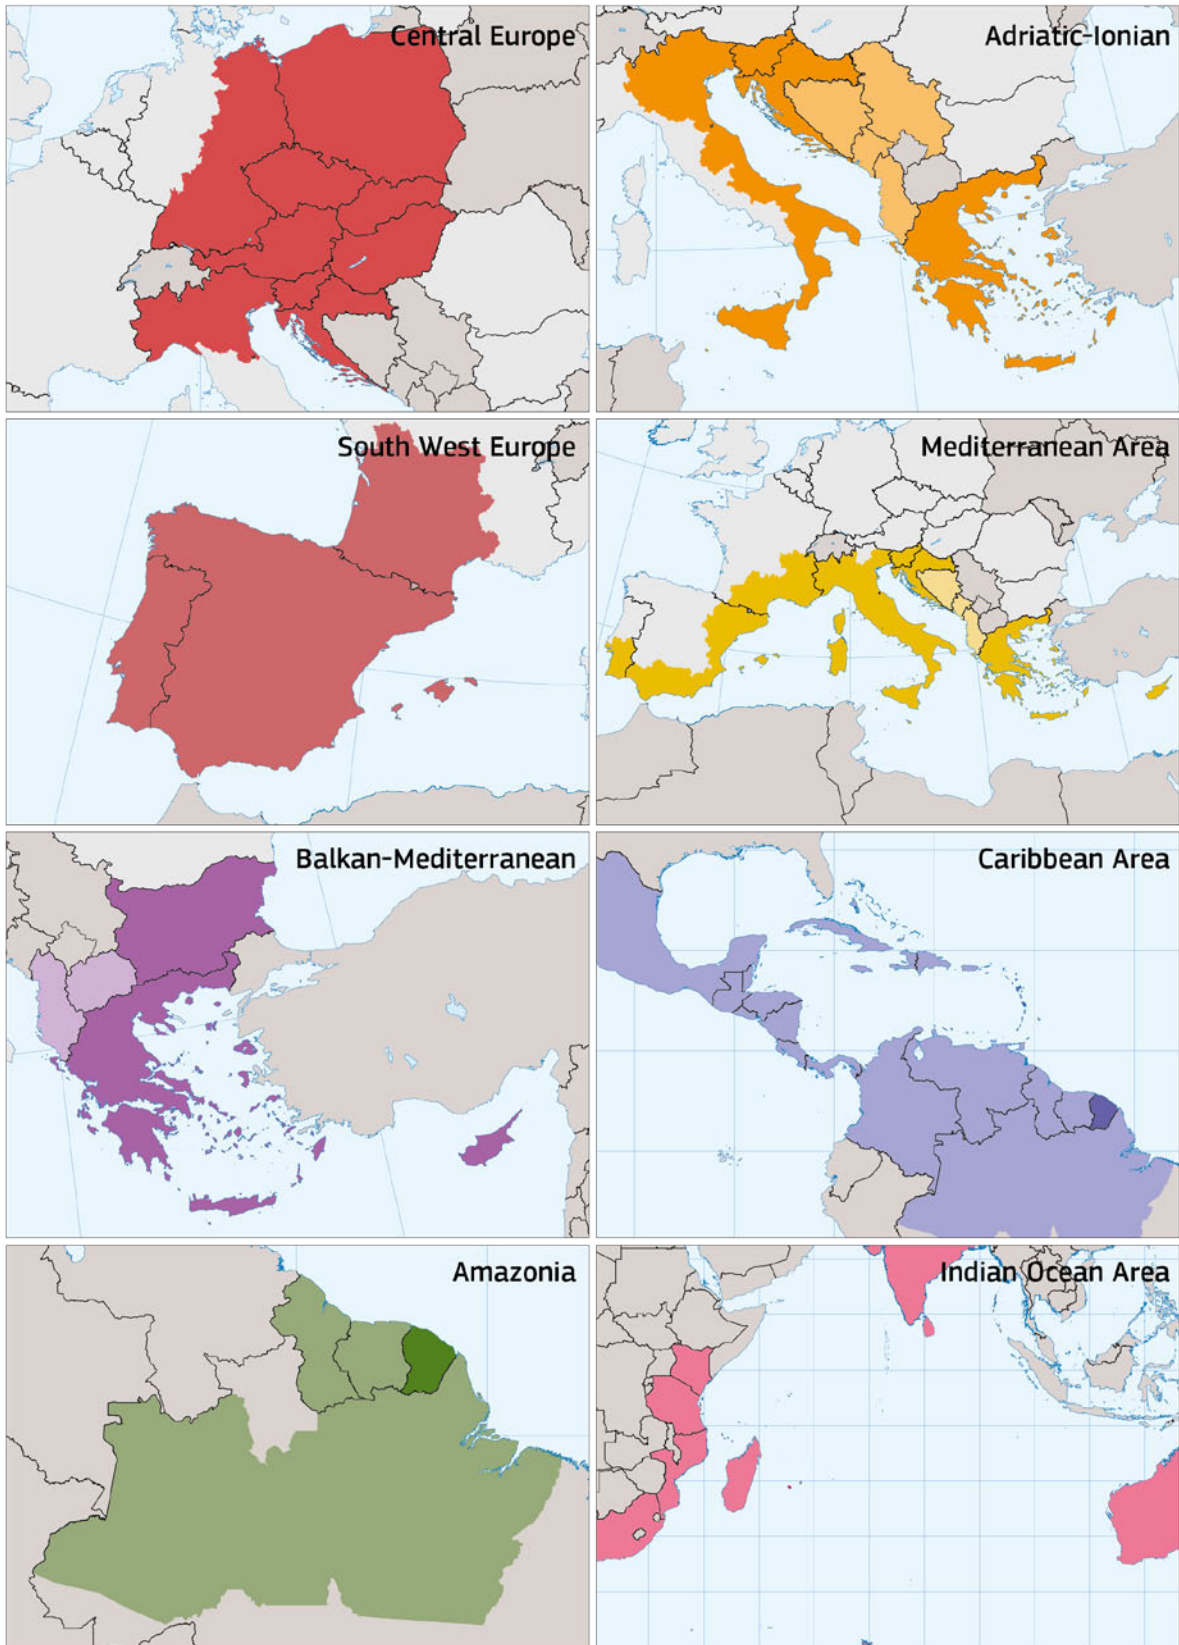 Central Europe
Adriatic-Ionian
South West Europe
Mediterranean Area
Balkan-Mediterranean
Caribbean Area
Amazonia
Indian Ocean Area